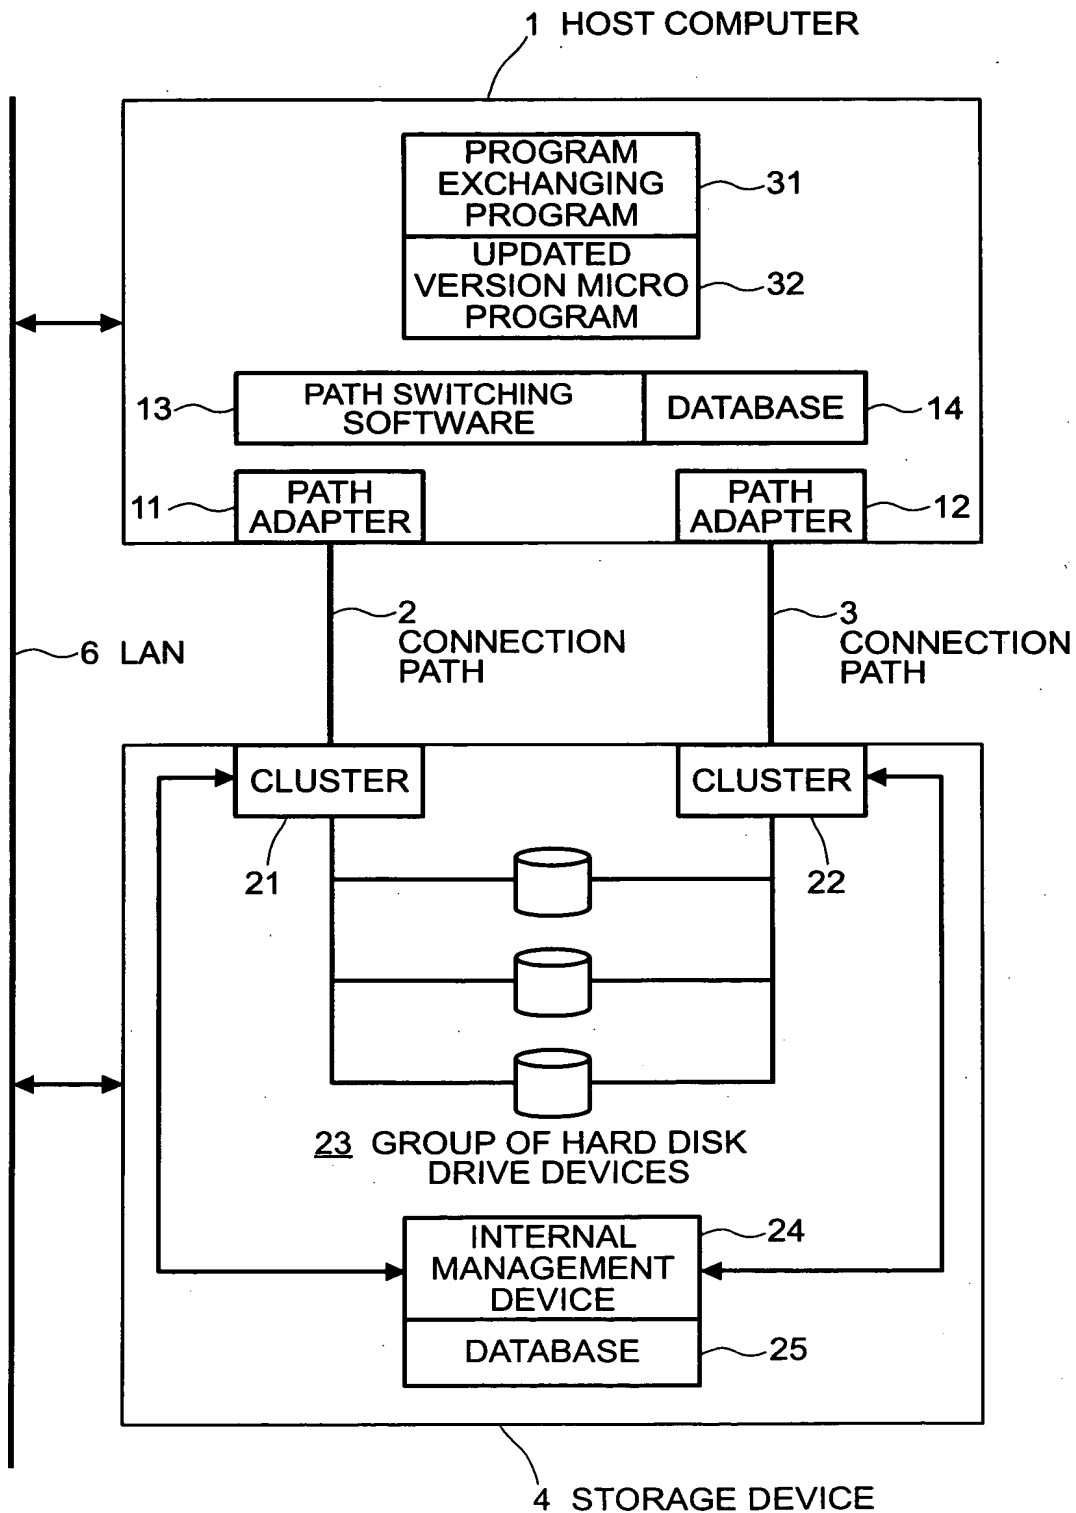 1 HOST COMPUTER
PROGRAM
EXCHANGING
PROGRAM
31
UPDATED
VERSION MICRO
PROGRAM
32
13
PATH SWITCHING
SOFTWARE
DATABASE
14
11
PATH
ADAPTER
PATH
ADAPTER
12
2
CONNECTION
PATH
3
CONNECTION
PATH
6 LAN
CLUSTER
CLUSTER
21
22
23 GROUP OF HARD DISK
DRIVE DEVICES
INTERNAL
MANAGEMENT
DEVICE
24
DATABASE
25
4 STORAGE DEVICE